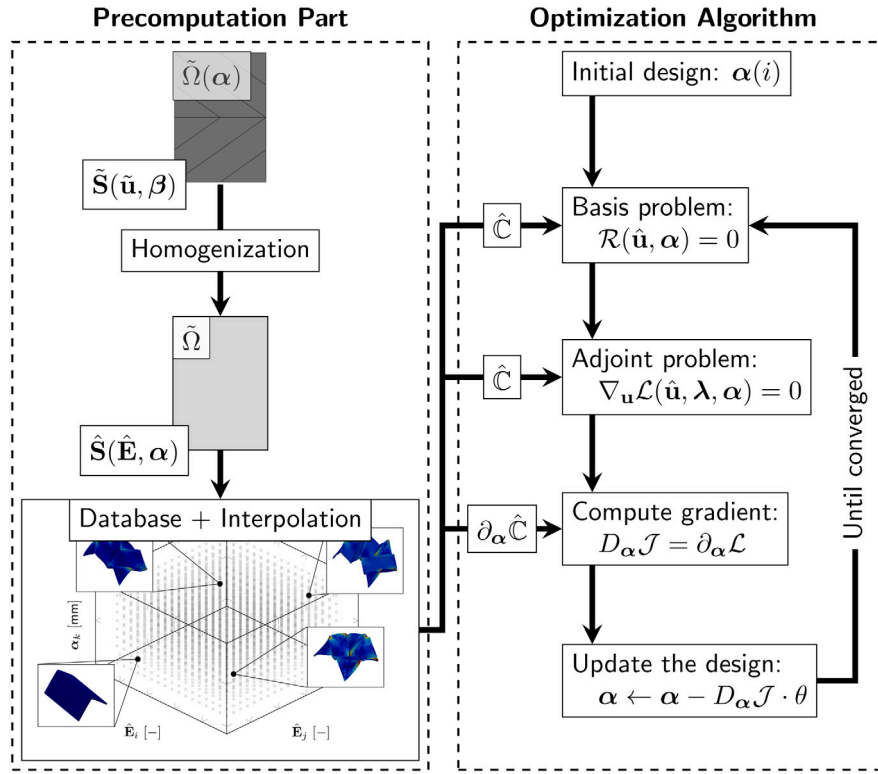 Precomputation Part
Ω̃(α)
S̃(ũ, β)
Homogenization
Ω̃
Ŝ(Ê, α)
Database + Interpolation
α_k [mm]
Ê_i [−]
Ê_j [−]
Optimization Algorithm
Initial design: α(i)
ℂ̂
Basis problem:
ℛ(û, α) = 0
ℂ̂
Adjoint problem:
∇_u ℒ(û, λ, α) = 0
∂_α ℂ̂
Compute gradient:
D_α 𝒥 = ∂_α ℒ
Update the design:
α ← α − D_α 𝒥 · θ
Until converged